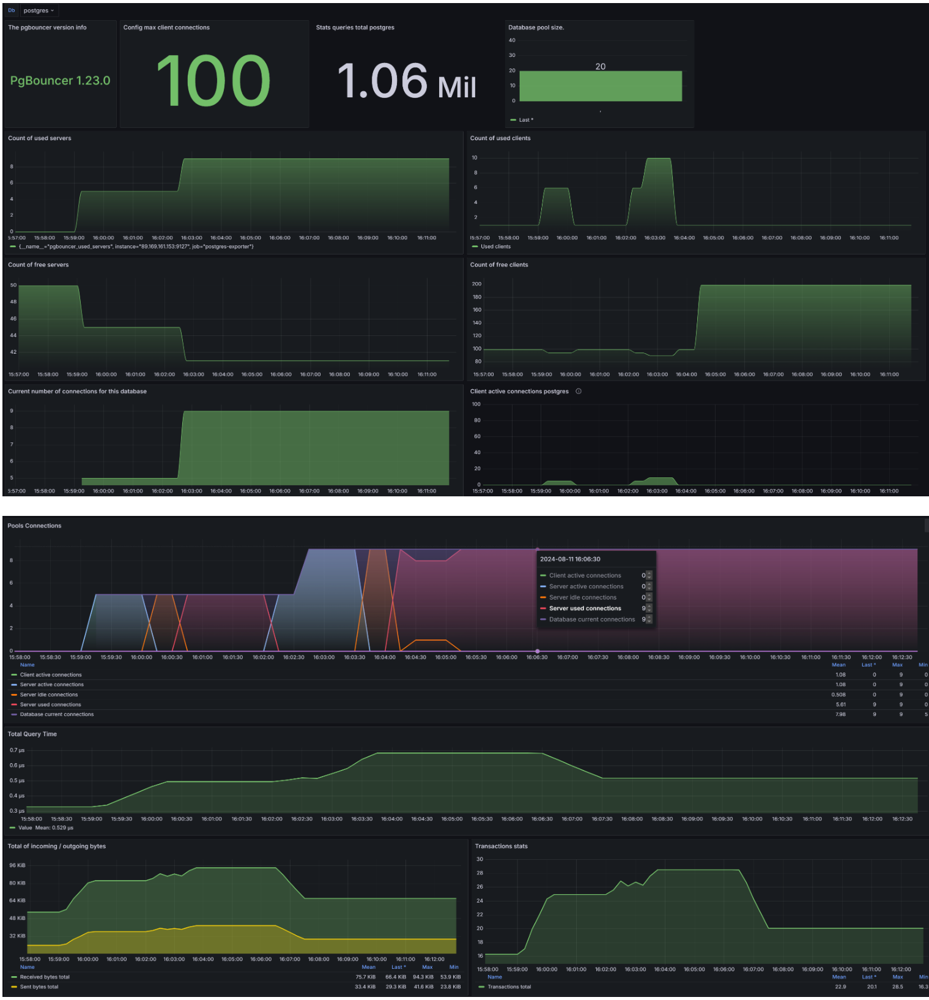 Db postgres
The pgbouncer version info
PgBouncer 1.23.0
Config max client connections
100
Stats queries total postgres
1.06 Mil
Database pool size.
40
30
20
10
0
20
,
Last *
Count of used servers
8
6
4
2
0
5:57:00 15:58:00 15:59:00 16:00:00 16:01:00 16:02:00 16:03:00 16:04:00 16:05:00 16:06:00 16:07:00 16:08:00 16:09:00 16:10:00 16:11:00
{__name__="pgbouncer_used_servers", instance="89.169.161.153:9127", job="postgres-exporter"}
Count of used clients
10
8
6
4
2
15:57:00 15:58:00 15:59:00 16:00:00 16:01:00 16:02:00 16:03:00 16:04:00 16:05:00 16:06:00 16:07:00 16:08:00 16:09:00 16:10:00 16:11:00
Used clients
Count of free servers
50
48
46
44
42
15:57:00 15:58:00 15:59:00 16:00:00 16:01:00 16:02:00 16:03:00 16:04:00 16:05:00 16:06:00 16:07:00 16:08:00 16:09:00 16:10:00 16:11:00
Count of free clients
200
180
160
140
120
100
80
15:57:00 15:58:00 15:59:00 16:00:00 16:01:00 16:02:00 16:03:00 16:04:00 16:05:00 16:06:00 16:07:00 16:08:00 16:09:00 16:10:00 16:11:00
Current number of connections for this database
9
8
7
6
5
5:57:00 15:58:00 15:59:00 16:00:00 16:01:00 16:02:00 16:03:00 16:04:00 16:05:00 16:06:00 16:07:00 16:08:00 16:09:00 16:10:00 16:11:00
Client active connections postgres
100
80
60
40
20
0
15:57:00 15:58:00 15:59:00 16:00:00 16:01:00 16:02:00 16:03:00 16:04:00 16:05:00 16:06:00 16:07:00 16:08:00 16:09:00 16:10:00 16:11:00
Pools Connections
8
6
4
2
0
2024-08-11 16:06:30
Client active connections 0
Server active connections 0
Server idle connections 0
Server used connections 9
Database current connections 9
15:58:00 15:58:30 15:59:00 15:59:30 16:00:00 16:00:30 16:01:00 16:01:30 16:02:00 16:02:30 16:03:00 16:03:30 16:04:00 16:04:30 16:05:00 16:05:30 16:06:00 16:06:30 16:07:00 16:07:30 16:08:00 16:08:30 16:09:00 16:09:30 16:10:00 16:10:30 16:11:00 16:11:30 16:12:00 16:12:30
Name Mean Last * Max Min
Client active connections 1.08 0 9 0
Server active connections 1.08 0 9 0
Server idle connections 0.508 0 9 0
Server used connections 5.61 9 9 0
Database current connections 7.98 9 9 5
Total Query Time
0.7 µs
0.6 µs
0.5 µs
0.4 µs
0.3 µs
15:58:00 15:58:30 15:59:00 15:59:30 16:00:00 16:00:30 16:01:00 16:01:30 16:02:00 16:02:30 16:03:00 16:03:30 16:04:00 16:04:30 16:05:00 16:05:30 16:06:00 16:06:30 16:07:00 16:07:30 16:08:00 16:08:30 16:09:00 16:09:30 16:10:00 16:10:30 16:11:00 16:11:30 16:12:00 16:12:30
Value Mean: 0.529 µs
Total of incoming / outgoing bytes
96 KiB
80 KiB
64 KiB
48 KiB
32 KiB
15:58:00 15:59:00 16:00:00 16:01:00 16:02:00 16:03:00 16:04:00 16:05:00 16:06:00 16:07:00 16:08:00 16:09:00 16:10:00 16:11:00 16:12:00
Name Mean Last * Max Min
Received bytes total 75.7 KiB 66.4 KiB 94.3 KiB 53.9 KiB
Sent bytes total 33.4 KiB 29.3 KiB 41.6 KiB 23.8 KiB
Transactions stats
30
28
26
24
22
20
18
16
15:58:00 15:59:00 16:00:00 16:01:00 16:02:00 16:03:00 16:04:00 16:05:00 16:06:00 16:07:00 16:08:00 16:09:00 16:10:00 16:11:00 16:12:00
Name Mean Last * Max Min
Transactions total 22.9 20.1 28.5 16.3